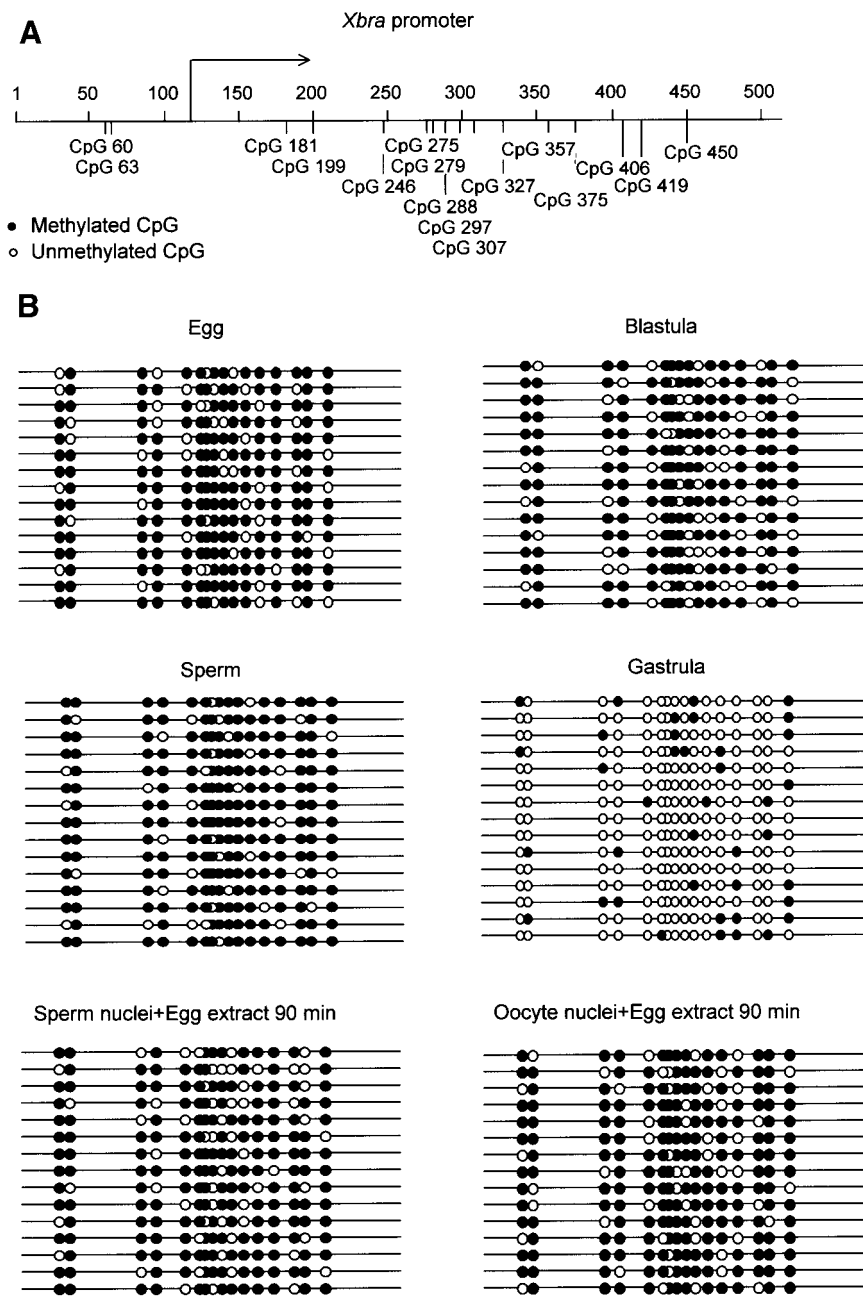 A
Xbra promoter
1 50 100 150 200 250 300 350 400 450 500
CpG 60 CpG 181 CpG 275 CpG 357 CpG 406 CpG 450
CpG 63 CpG 199 CpG 279 CpG 327 CpG 419
CpG 246 CpG 288 CpG 375
CpG 297
CpG 307
Methylated CpG
Unmethylated CpG
B
Egg
Blastula
Sperm
Gastrula
Sperm nuclei+Egg extract 90 min
Oocyte nuclei+Egg extract 90 min